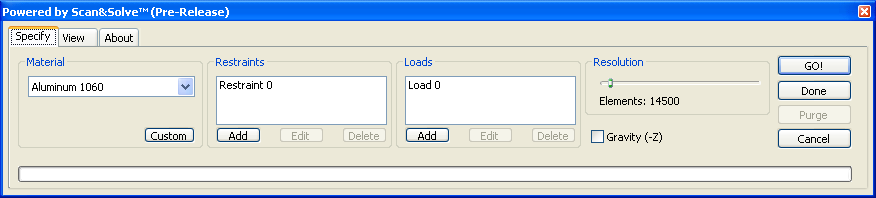 Powered by Scan&Solve™ (Pre-Release)
Specify View About
Material
Aluminum 1060
Custom
Restraints
Restraint 0
Add Edit Delete
Loads
Load 0
Add Edit Delete
Resolution
Elements: 14500
Gravity (-Z)
GO!
Done
Purge
Cancel